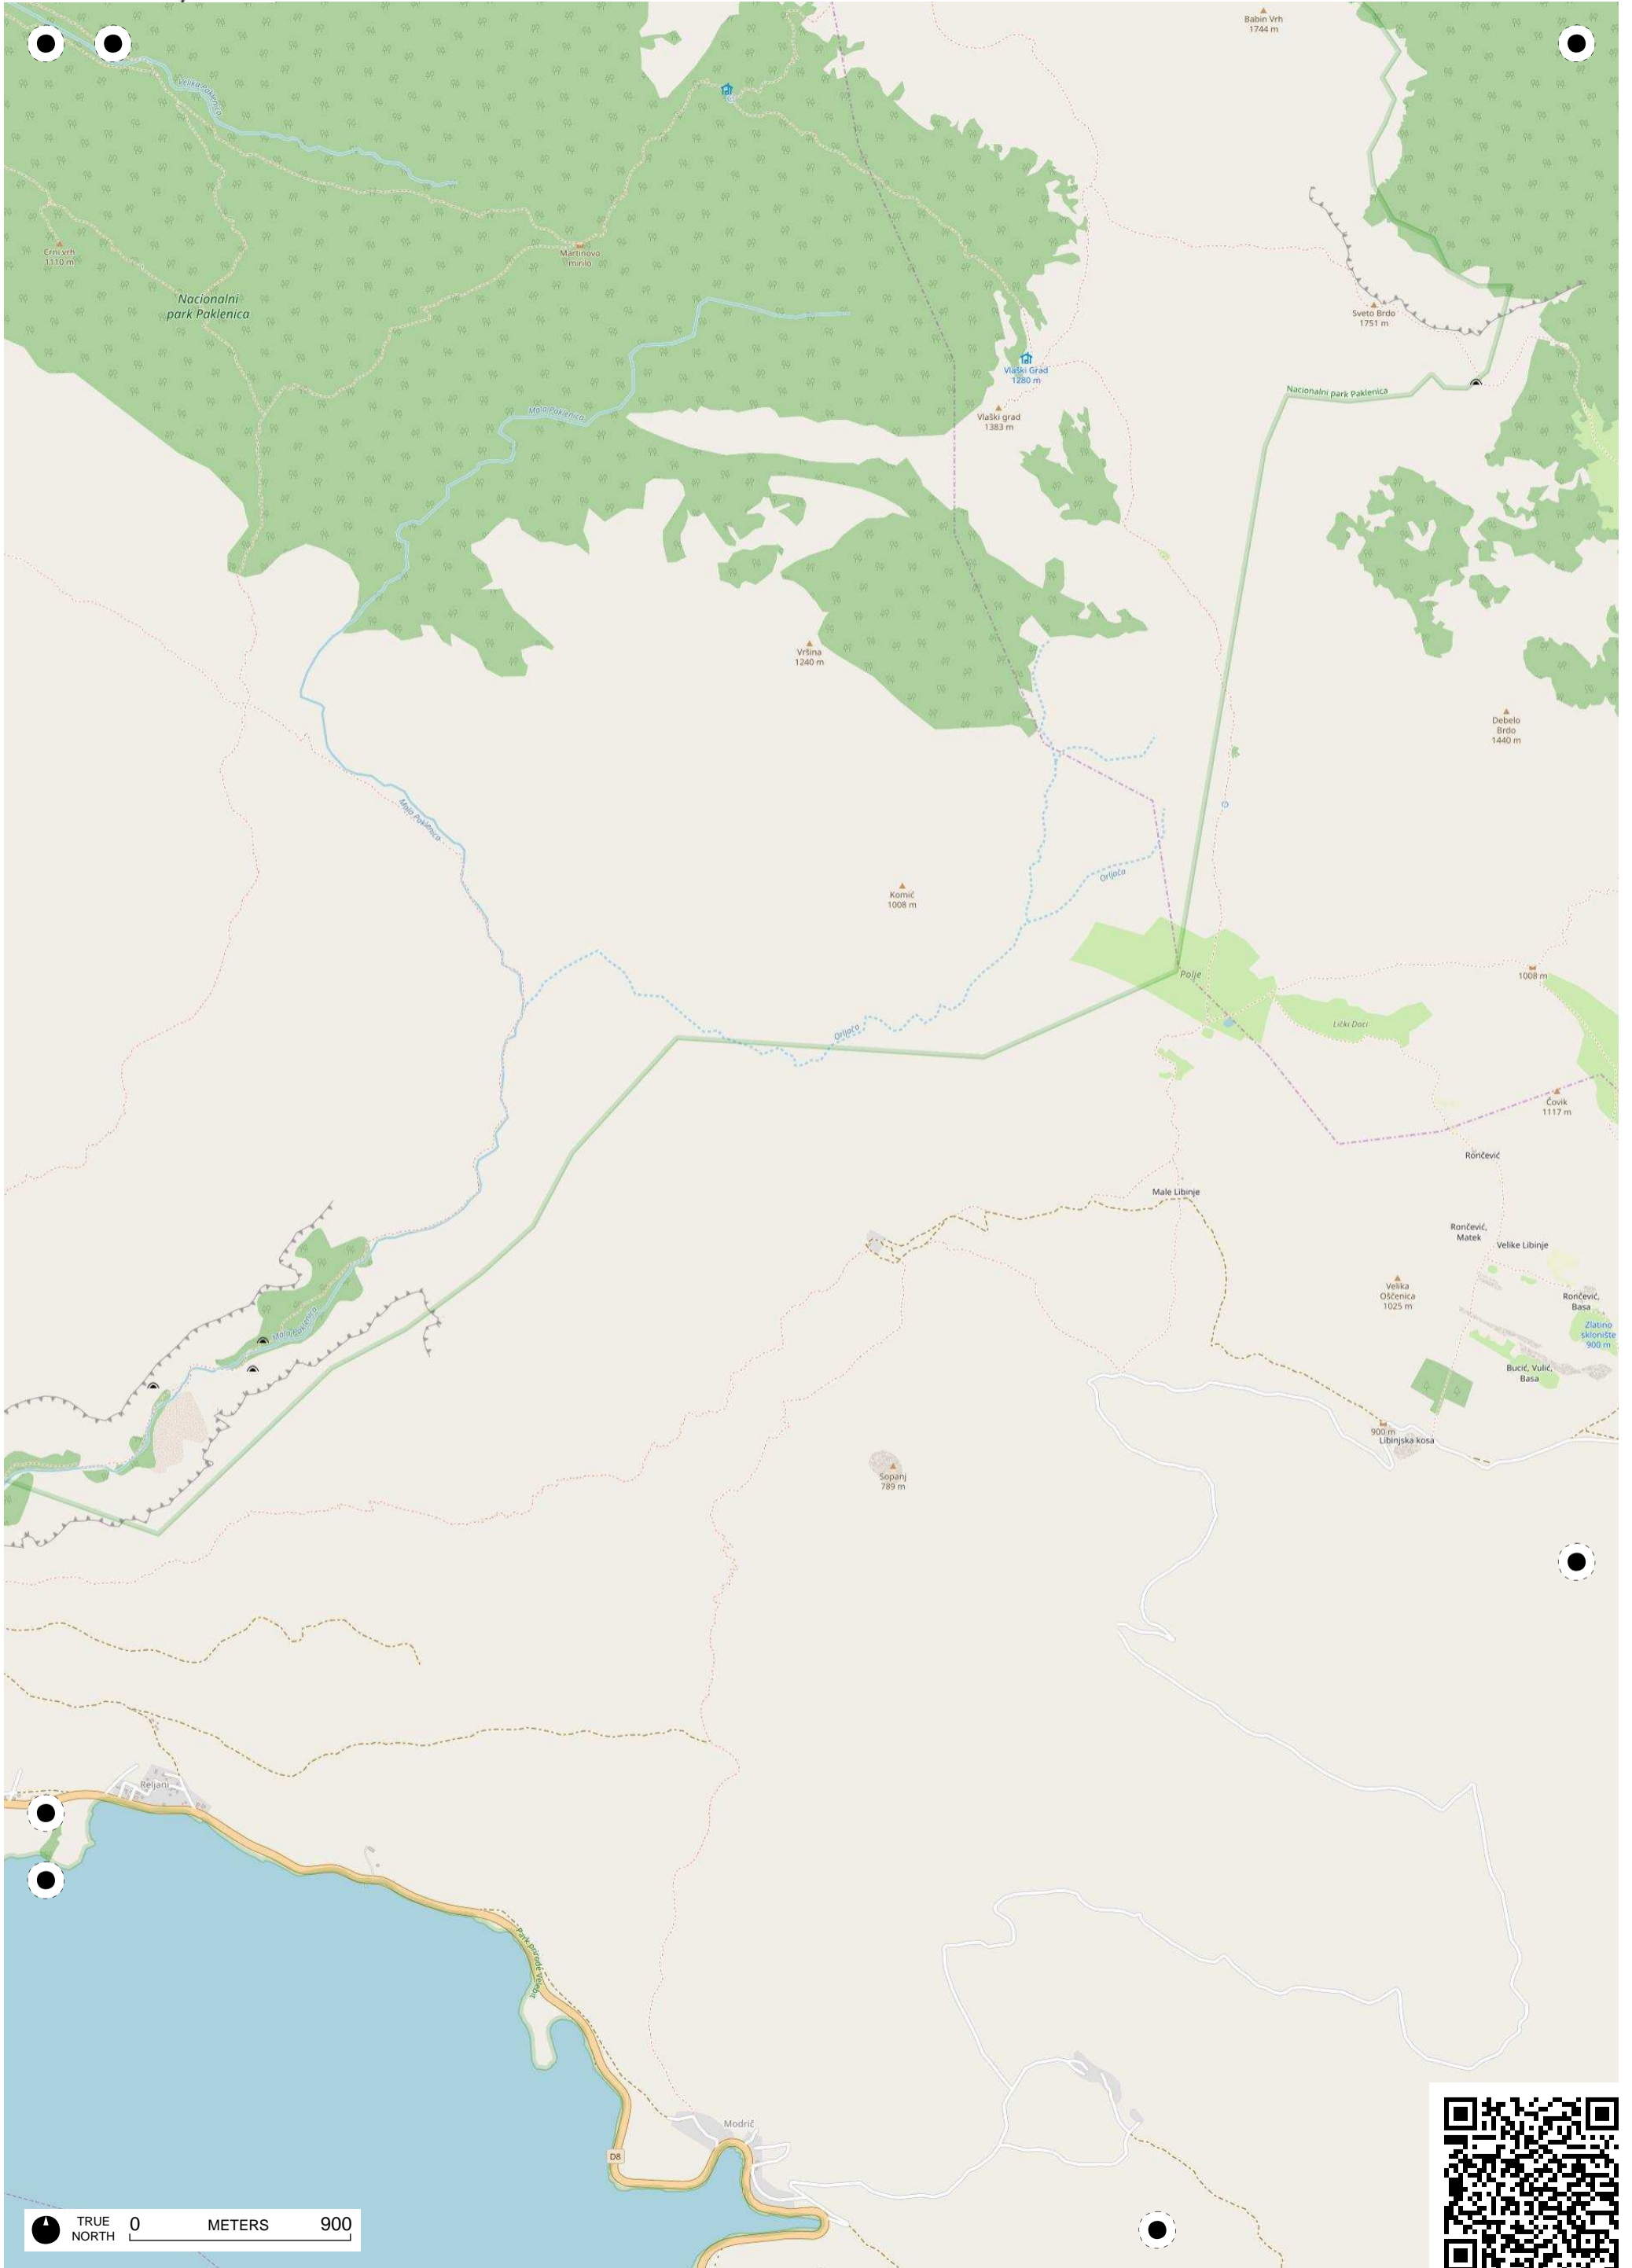 Babin Vrh
1744 m
Velika Paklenica
Crni vrh
1110 m
Martinovo
mirilo
Nacionalni
park Paklenica
Sveto Brdo
1751 m
Vlaški Grad
1280 m
Nacionalni park Paklenica
Vlaški grad
1383 m
Mala Paklenica
Vršina
1240 m
Debelo
Brdo
1440 m
Mala Paklenica
Orljača
Komić
1008 m
Polje
1008 m
Lički Doci
Orljača
Čovik
1117 m
Rončević
Male Libinje
Rončević,
Matek
Velike Libinje
Velika
Oščenica
1025 m
Rončević,
Basa
Mala Paklenica
Zlatino
sklonište
900 m
Bucić, Vulić,
Basa
900 m
Libinjska kosa
Sopanj
789 m
Reljani
Park prirode Velebit
Modrič
D8
TRUE
NORTH
0 METERS 900